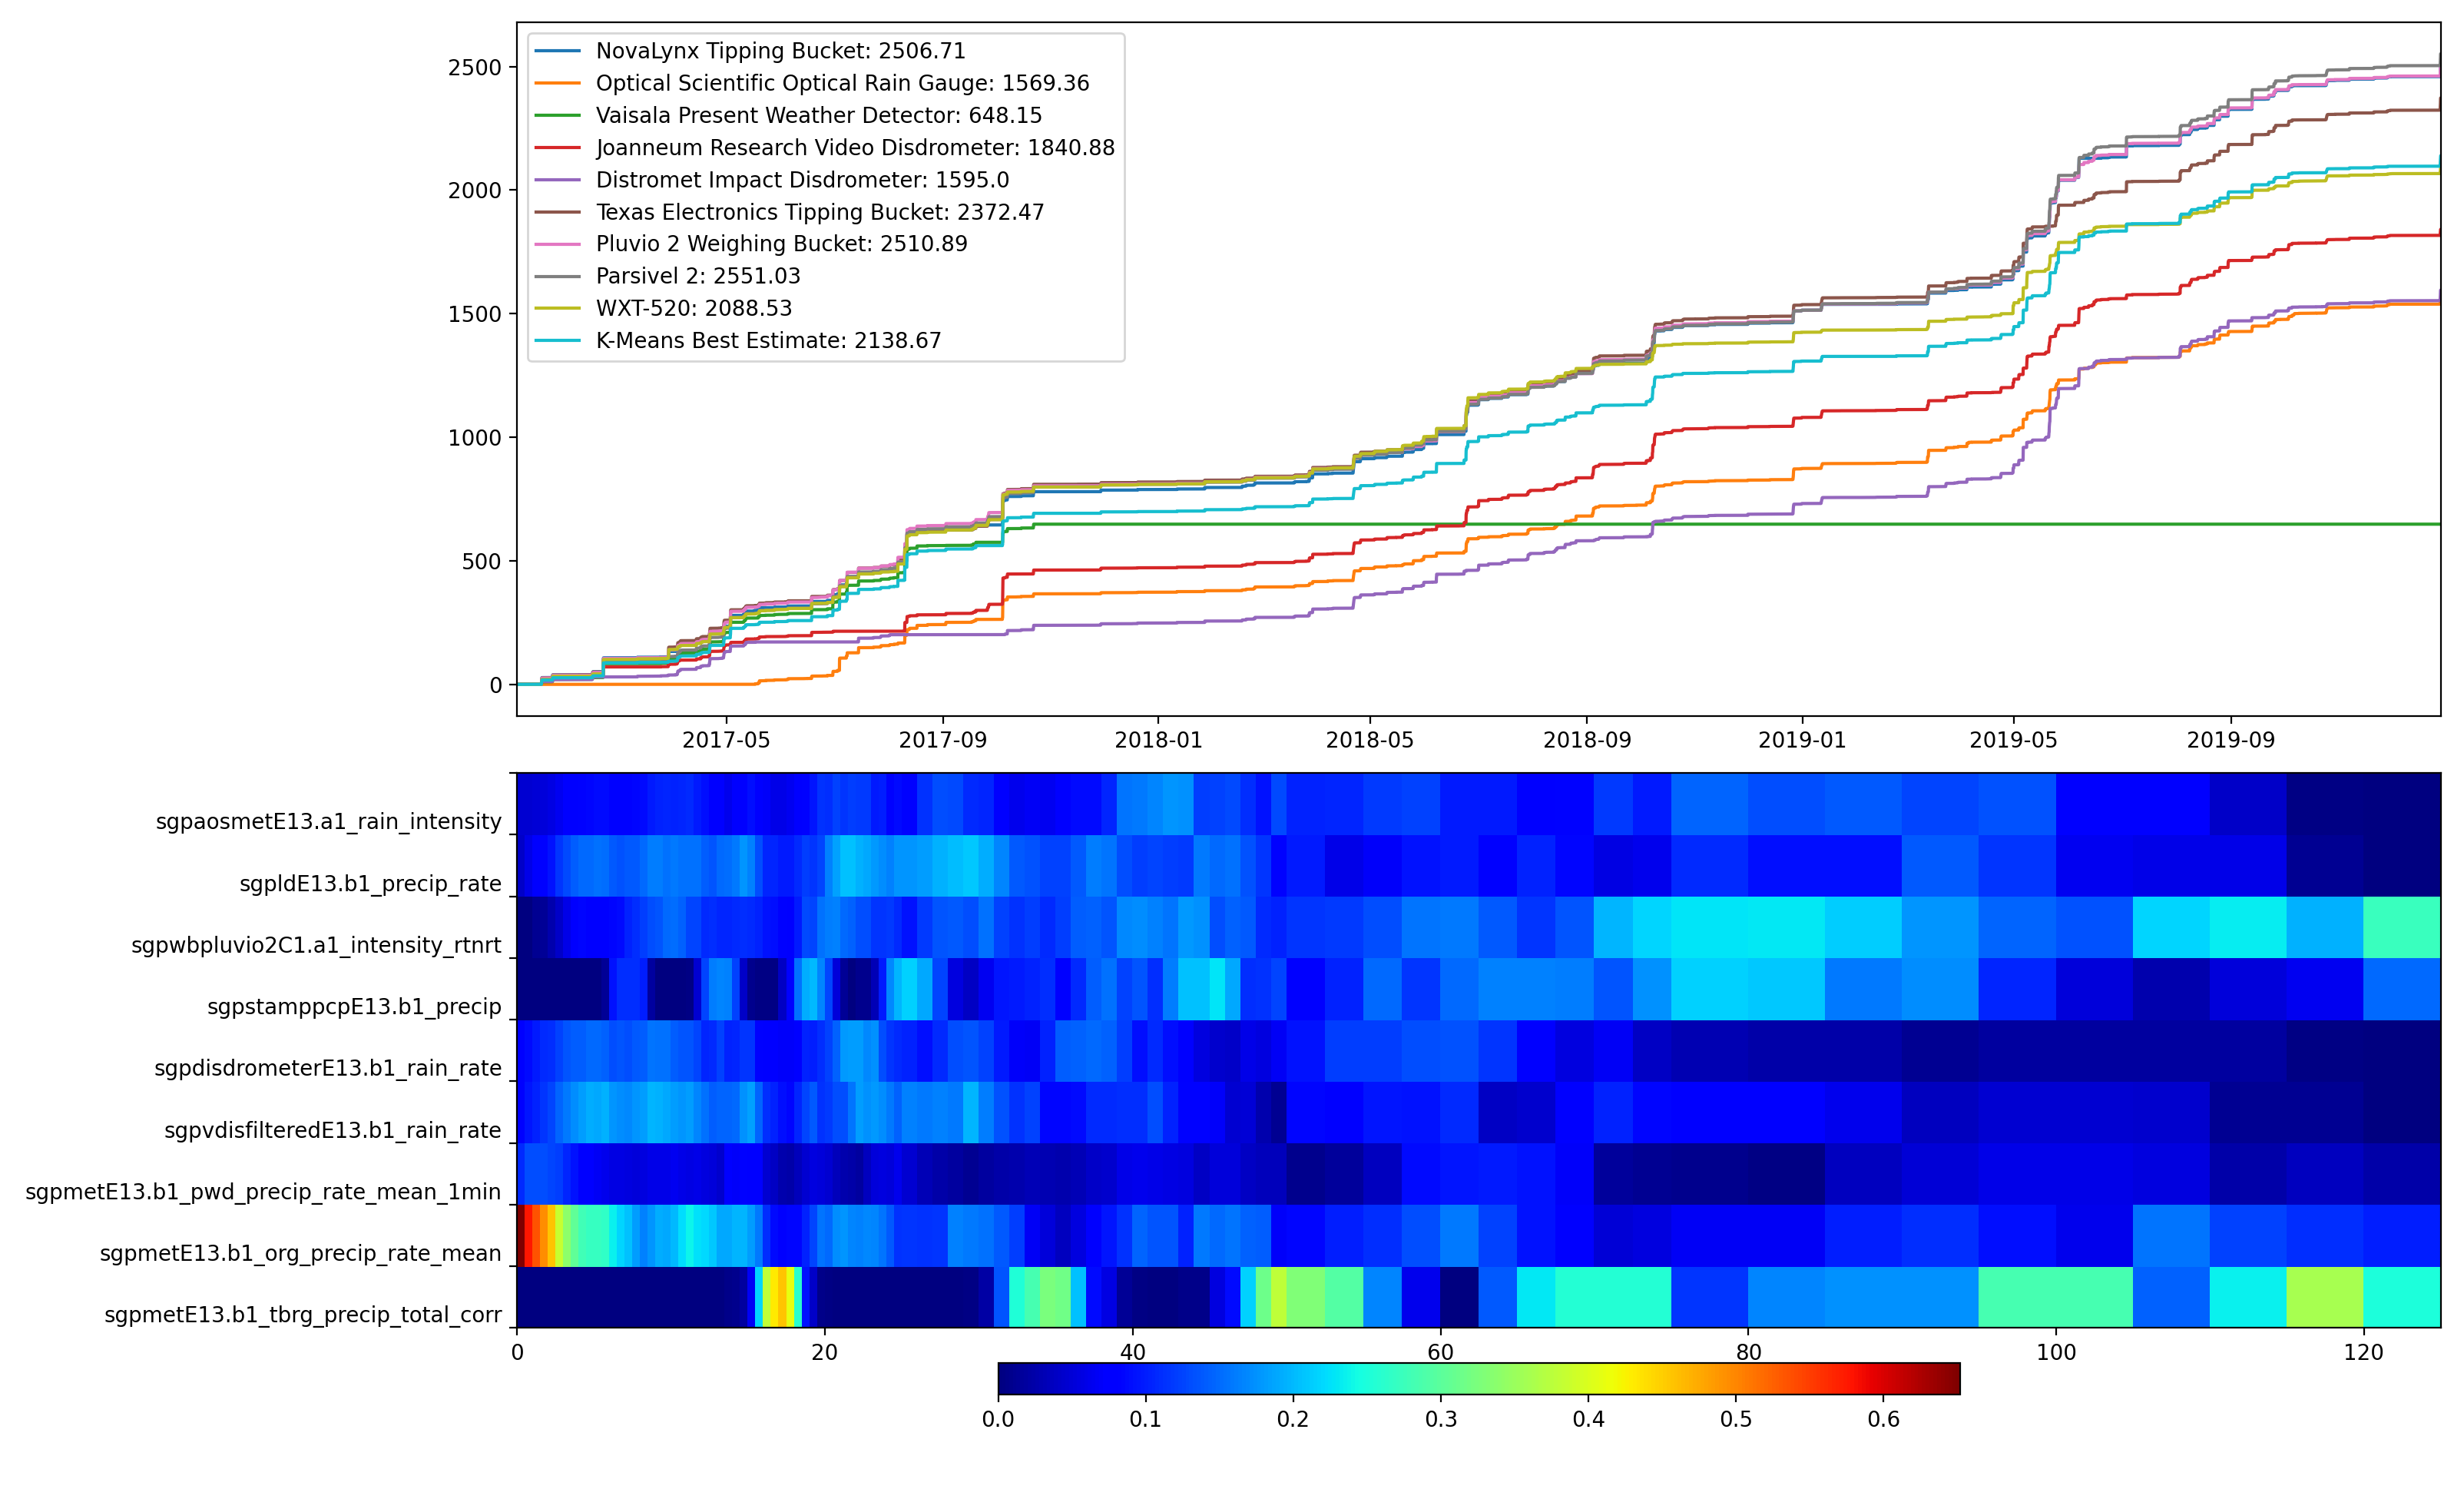 NovaLynx Tipping Bucket: 2506.71
Optical Scientific Optical Rain Gauge: 1569.36
Vaisala Present Weather Detector: 648.15
Joanneum Research Video Disdrometer: 1840.88
Distromet Impact Disdrometer: 1595.0
Texas Electronics Tipping Bucket: 2372.47
Pluvio 2 Weighing Bucket: 2510.89
Parsivel 2: 2551.03
WXT-520: 2088.53
K-Means Best Estimate: 2138.67
2500
2000
1500
1000
500
0
2017-05 2017-09 2018-01 2018-05 2018-09 2019-01 2019-05 2019-09
sgpaosmetE13.a1_rain_intensity
sgpldE13.b1_precip_rate
sgpwbpluvio2C1.a1_intensity_rtnrt
sgpstamppcpE13.b1_precip
sgpdisdrometerE13.b1_rain_rate
sgpvdisfilteredE13.b1_rain_rate
sgpmetE13.b1_pwd_precip_rate_mean_1min
sgpmetE13.b1_org_precip_rate_mean
sgpmetE13.b1_tbrg_precip_total_corr
0 20 40 60 80 100 120
0.0 0.1 0.2 0.3 0.4 0.5 0.6